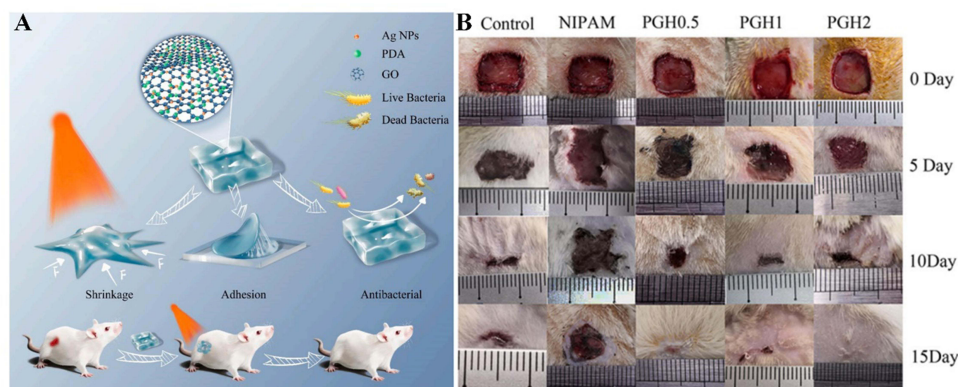 A
Ag NPs
PDA
GO
Live Bacteria
Dead Bacteria
F
F
F
Shrinkage
Adhesion
Antibacterial
B
Control NIPAM PGH0.5 PGH1 PGH2
0 Day
5 Day
10Day
15Day